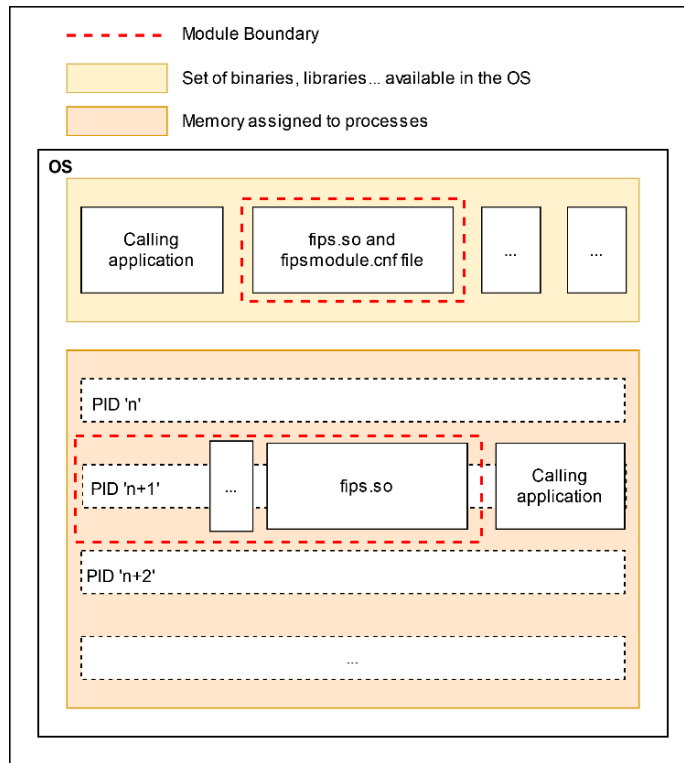 Module Boundary
Set of binaries, libraries... available in the OS
Memory assigned to processes
OS
Calling
application
fips.so and
fipsmodule.cnf file
...
...
PID 'n'
PID 'n+1'
...
fips.so
Calling
application
PID 'n+2'
...